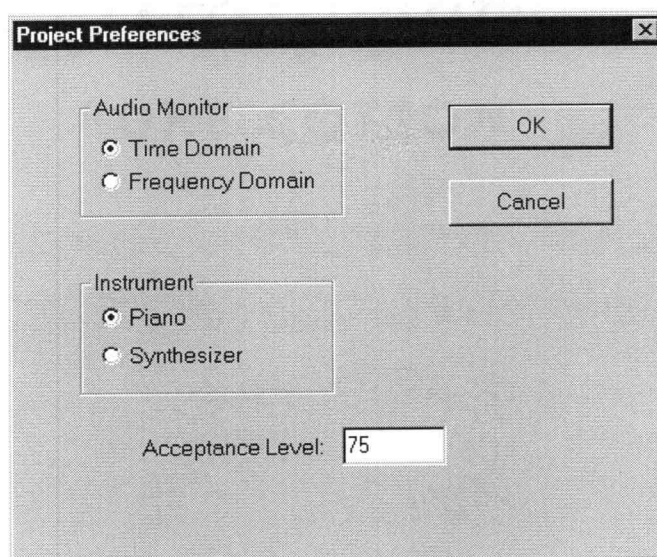 Project Preferences
Audio Monitor
Time Domain
Frequency Domain
OK
Cancel
Instrument
Piano
Synthesizer
Acceptance Level: 75